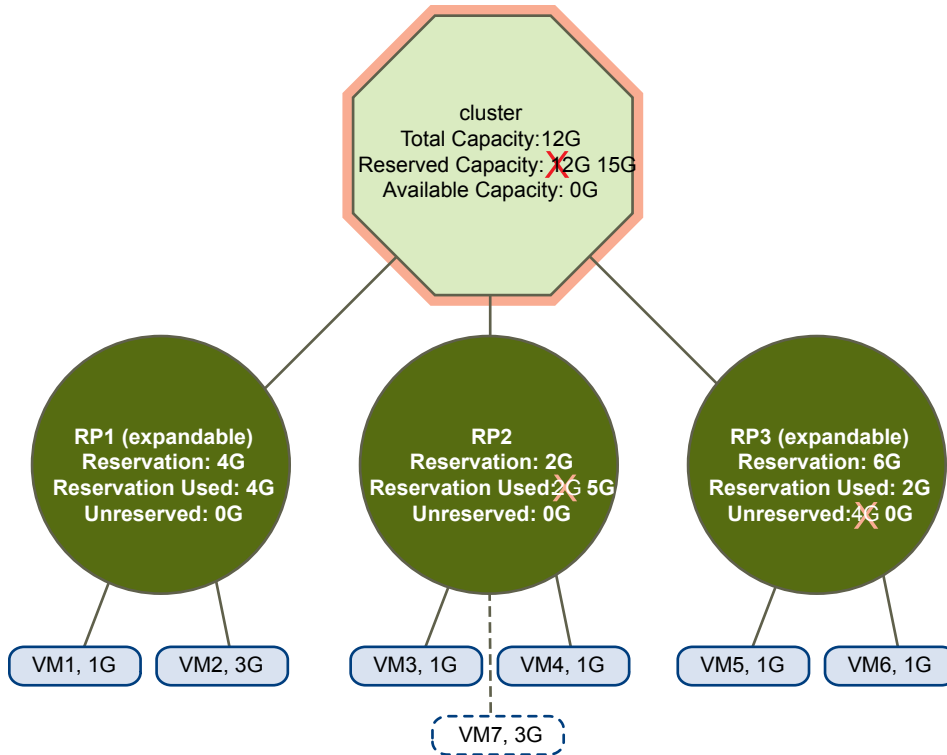 cluster
Total Capacity:12G
Reserved Capacity: 12G 15G
Available Capacity: 0G
RP1 (expandable)
Reservation: 4G
Reservation Used: 4G
Unreserved: 0G
RP2
Reservation: 2G
Reservation Used:2G 5G
Unreserved: 0G
RP3 (expandable)
Reservation: 6G
Reservation Used: 2G
Unreserved:4G 0G
VM1, 1G
VM2, 3G
VM3, 1G
VM4, 1G
VM5, 1G
VM6, 1G
VM7, 3G